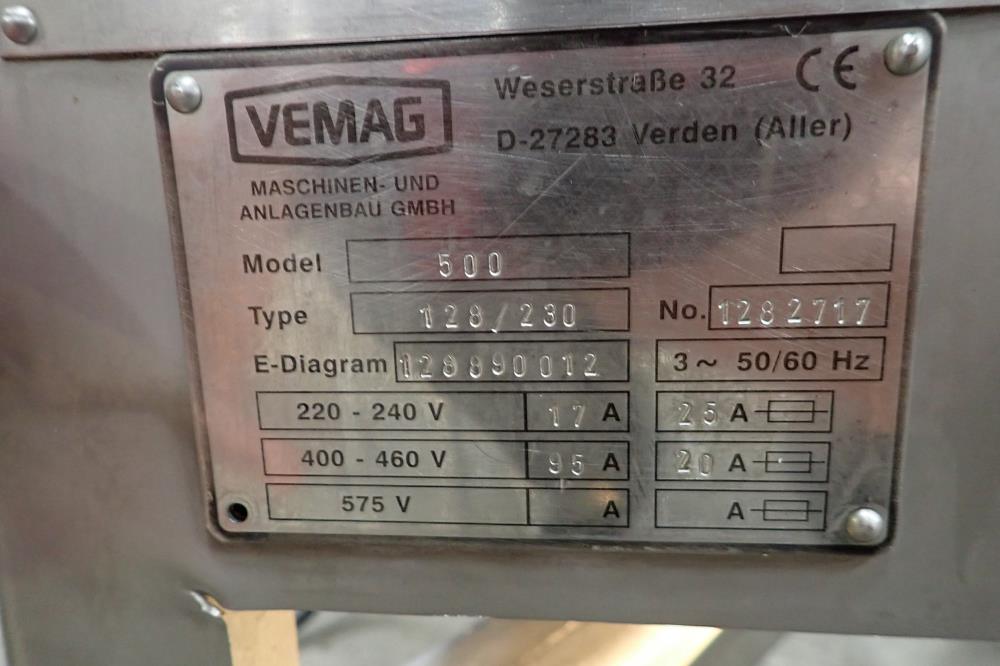 VEMAG
MASCHINEN- UND
ANLAGENBAU GMBH
Weserstraße 32 CE
D-27283 Verden (Aller)
Model 500
Type 128/230 No. 1282717
E-Diagram 128890012 3 ~ 50/60 Hz
220 - 240 V 17 A 25 A
400 - 460 V 95 A 20 A
575 V A A